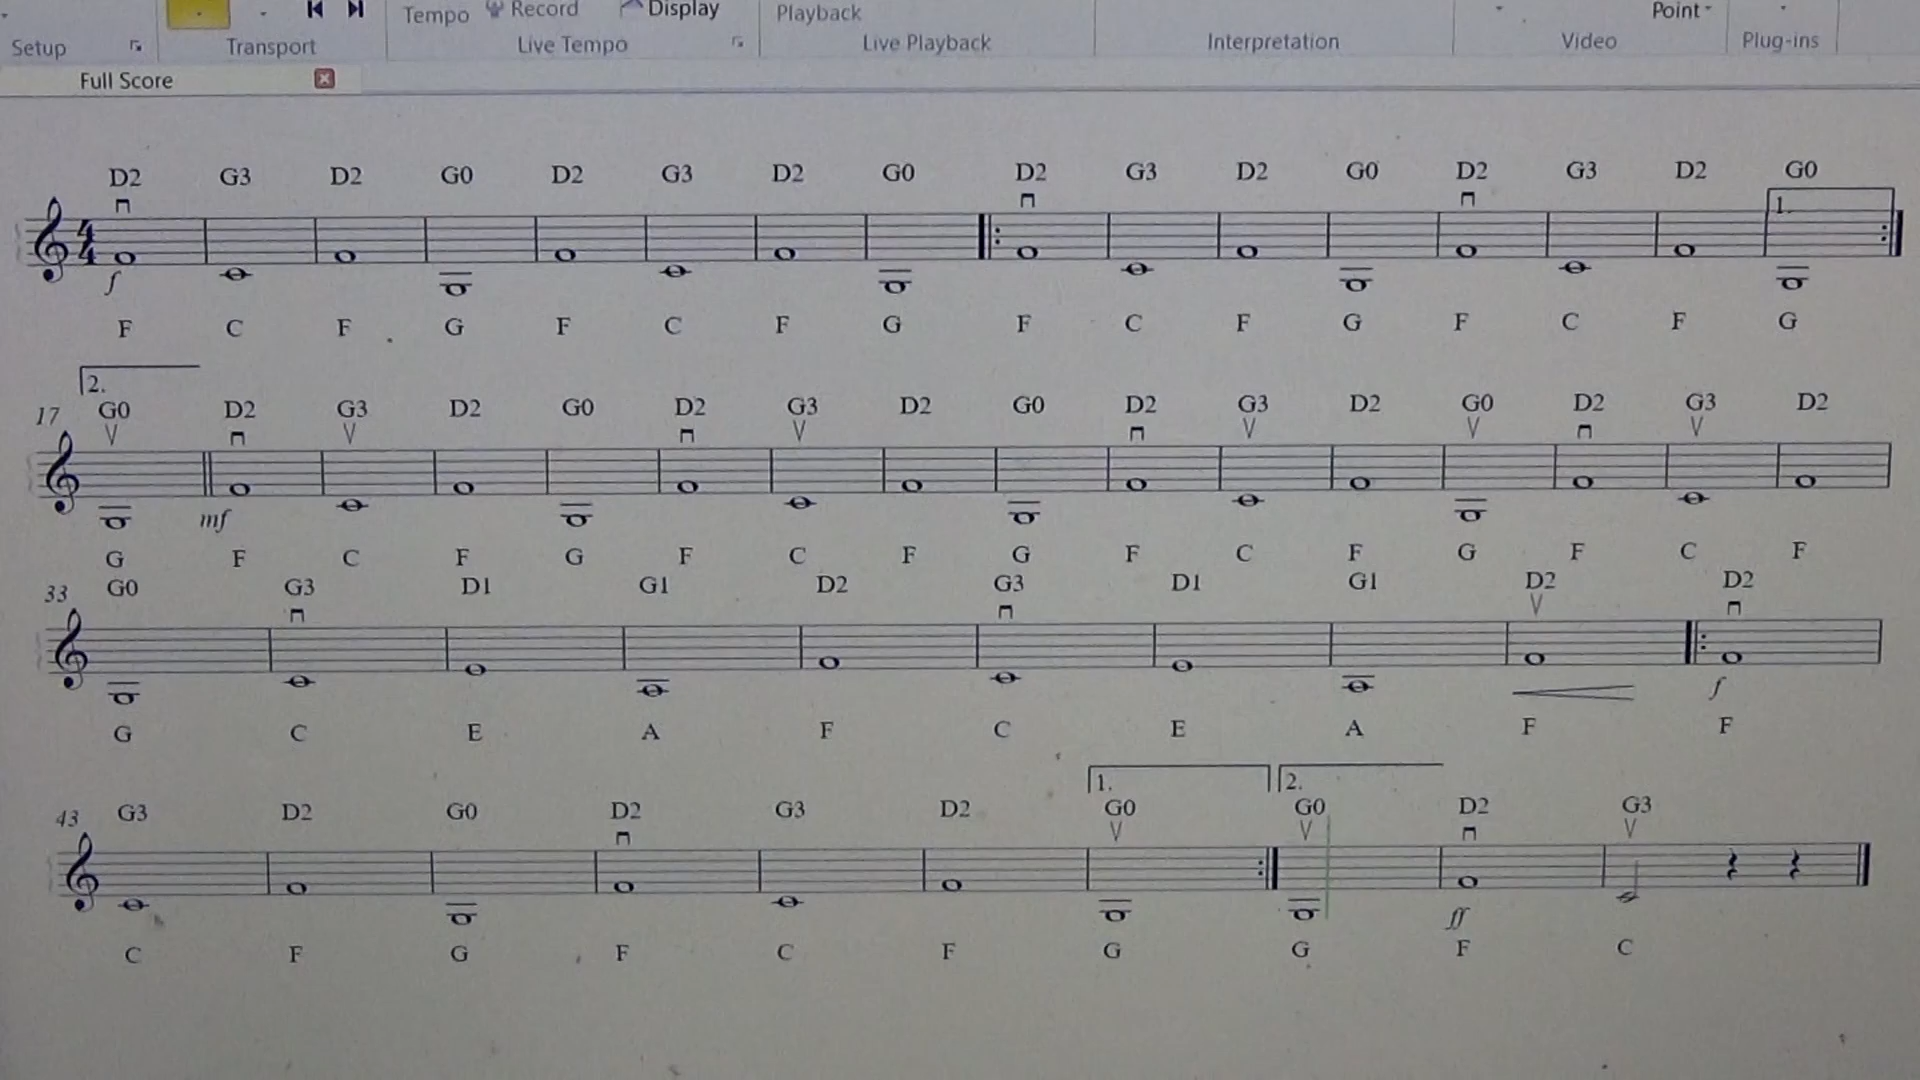 Tempo Record Display Playback Point
Setup Transport Live Tempo Live Playback Interpretation Video Plug-ins
Full Score
D2 G3 D2 G0 D2 G3 D2 G0 D2 G3 D2 G0 D2 G3 D2 G0
1.
4
4
f
F C F G F C F G F C F G F C F G
2.
17 G0 D2 G3 D2 G0 D2 G3 D2 G0 D2 G3 D2 G0 D2 G3 D2
mf
G F C F G F C F G F C F G F C F
33 G0 G3 D1 G1 D2 G3 D1 G1 D2 D2
f
G C E A F C E A F F
1. 2.
43 G3 D2 G0 D2 G3 D2 G0 G0 D2 G3
ff
C F G F C F G G F C